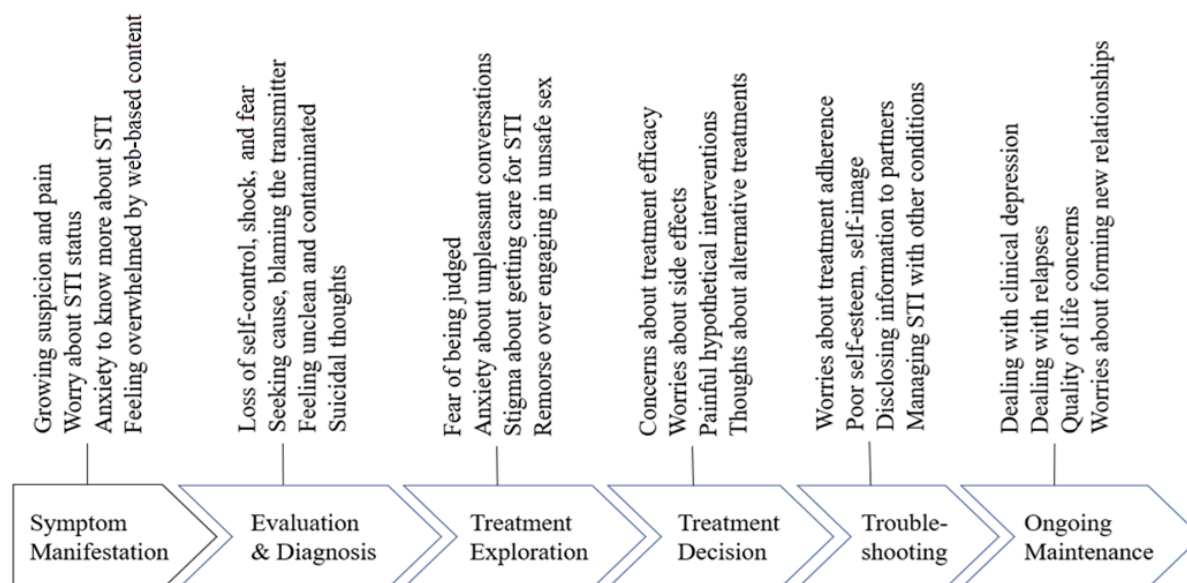 Growing suspicion and pain
Worry about STI status
Anxiety to know more about STI
Feeling overwhelmed by web-based content
Loss of self-control, shock, and fear
Seeking cause, blaming the transmitter
Feeling unclean and contaminated
Suicidal thoughts
Fear of being judged
Anxiety about unpleasant conversations
Stigma about getting care for STI
Remorse over engaging in unsafe sex
Concerns about treatment efficacy
Worries about side effects
Painful hypothetical interventions
Thoughts about alternative treatments
Worries about treatment adherence
Poor self-esteem, self-image
Disclosing information to partners
Managing STI with other conditions
Dealing with clinical depression
Dealing with relapses
Quality of life concerns
Worries about forming new relationships
Symptom
Manifestation
Evaluation
& Diagnosis
Treatment
Exploration
Treatment
Decision
Trouble-
shooting
Ongoing
Maintenance